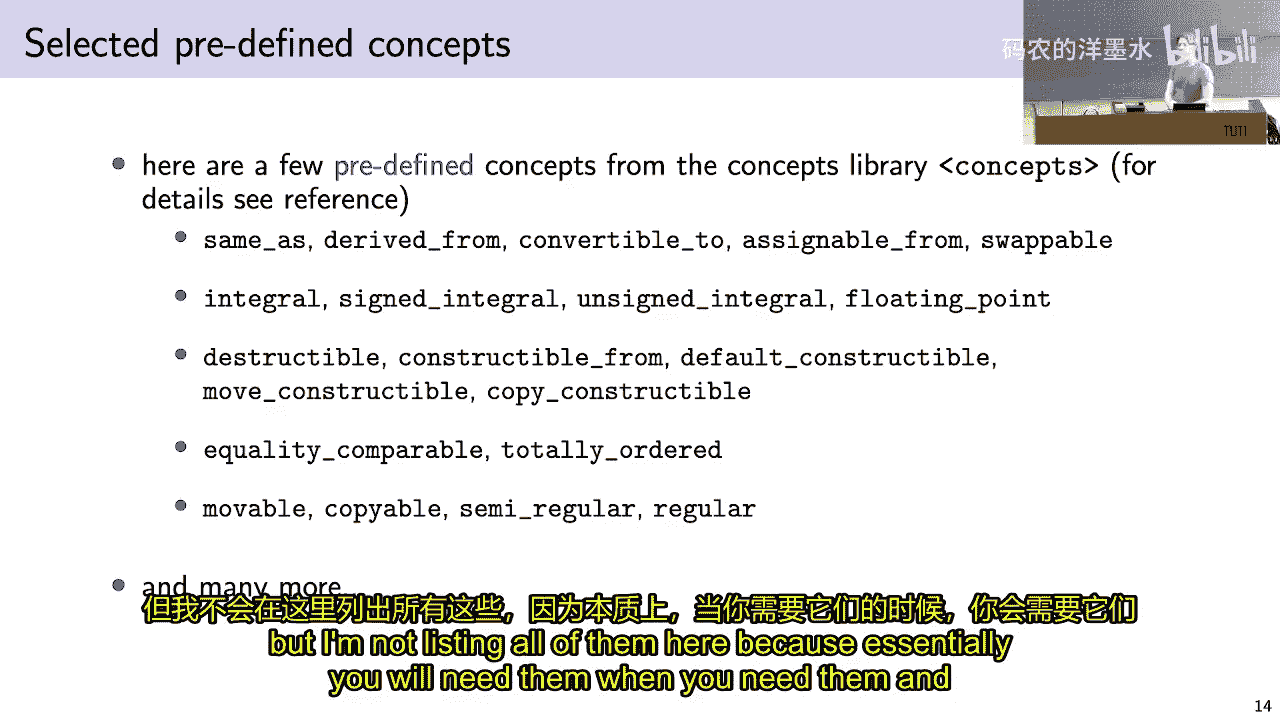 Selected pre-defined concepts
码农的洋墨水 bilibili
• here are a few pre-defined concepts from the concepts library <concepts> (for
details see reference)
• same_as, derived_from, convertible_to, assignable_from, swappable
• integral, signed_integral, unsigned_integral, floating_point
• destructible, constructible_from, default_constructible,
move_constructible, copy_constructible
• equality_comparable, totally_ordered
• movable, copyable, semi_regular, regular
• and many more
但我不会在这里列出所有这些，因为本质上，当你需要它们的时候，你会需要它们
but I'm not listing all of them here because essentially
you will need them when you need them and
14